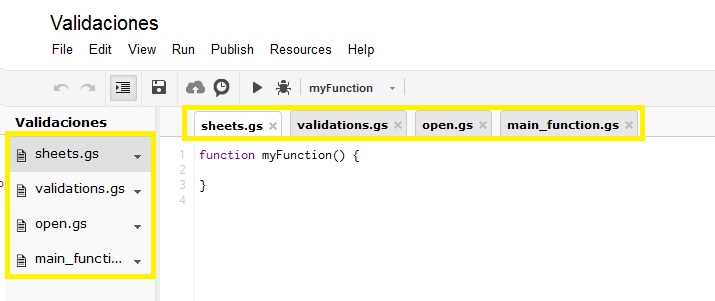 Validaciones
File Edit View Run Publish Resources Help
myFunction
Validaciones
sheets.gs
validations.gs
open.gs
main_functi...
sheets.gs × validations.gs × open.gs × main_function.gs ×
1 function myFunction() {
2
3 }
4